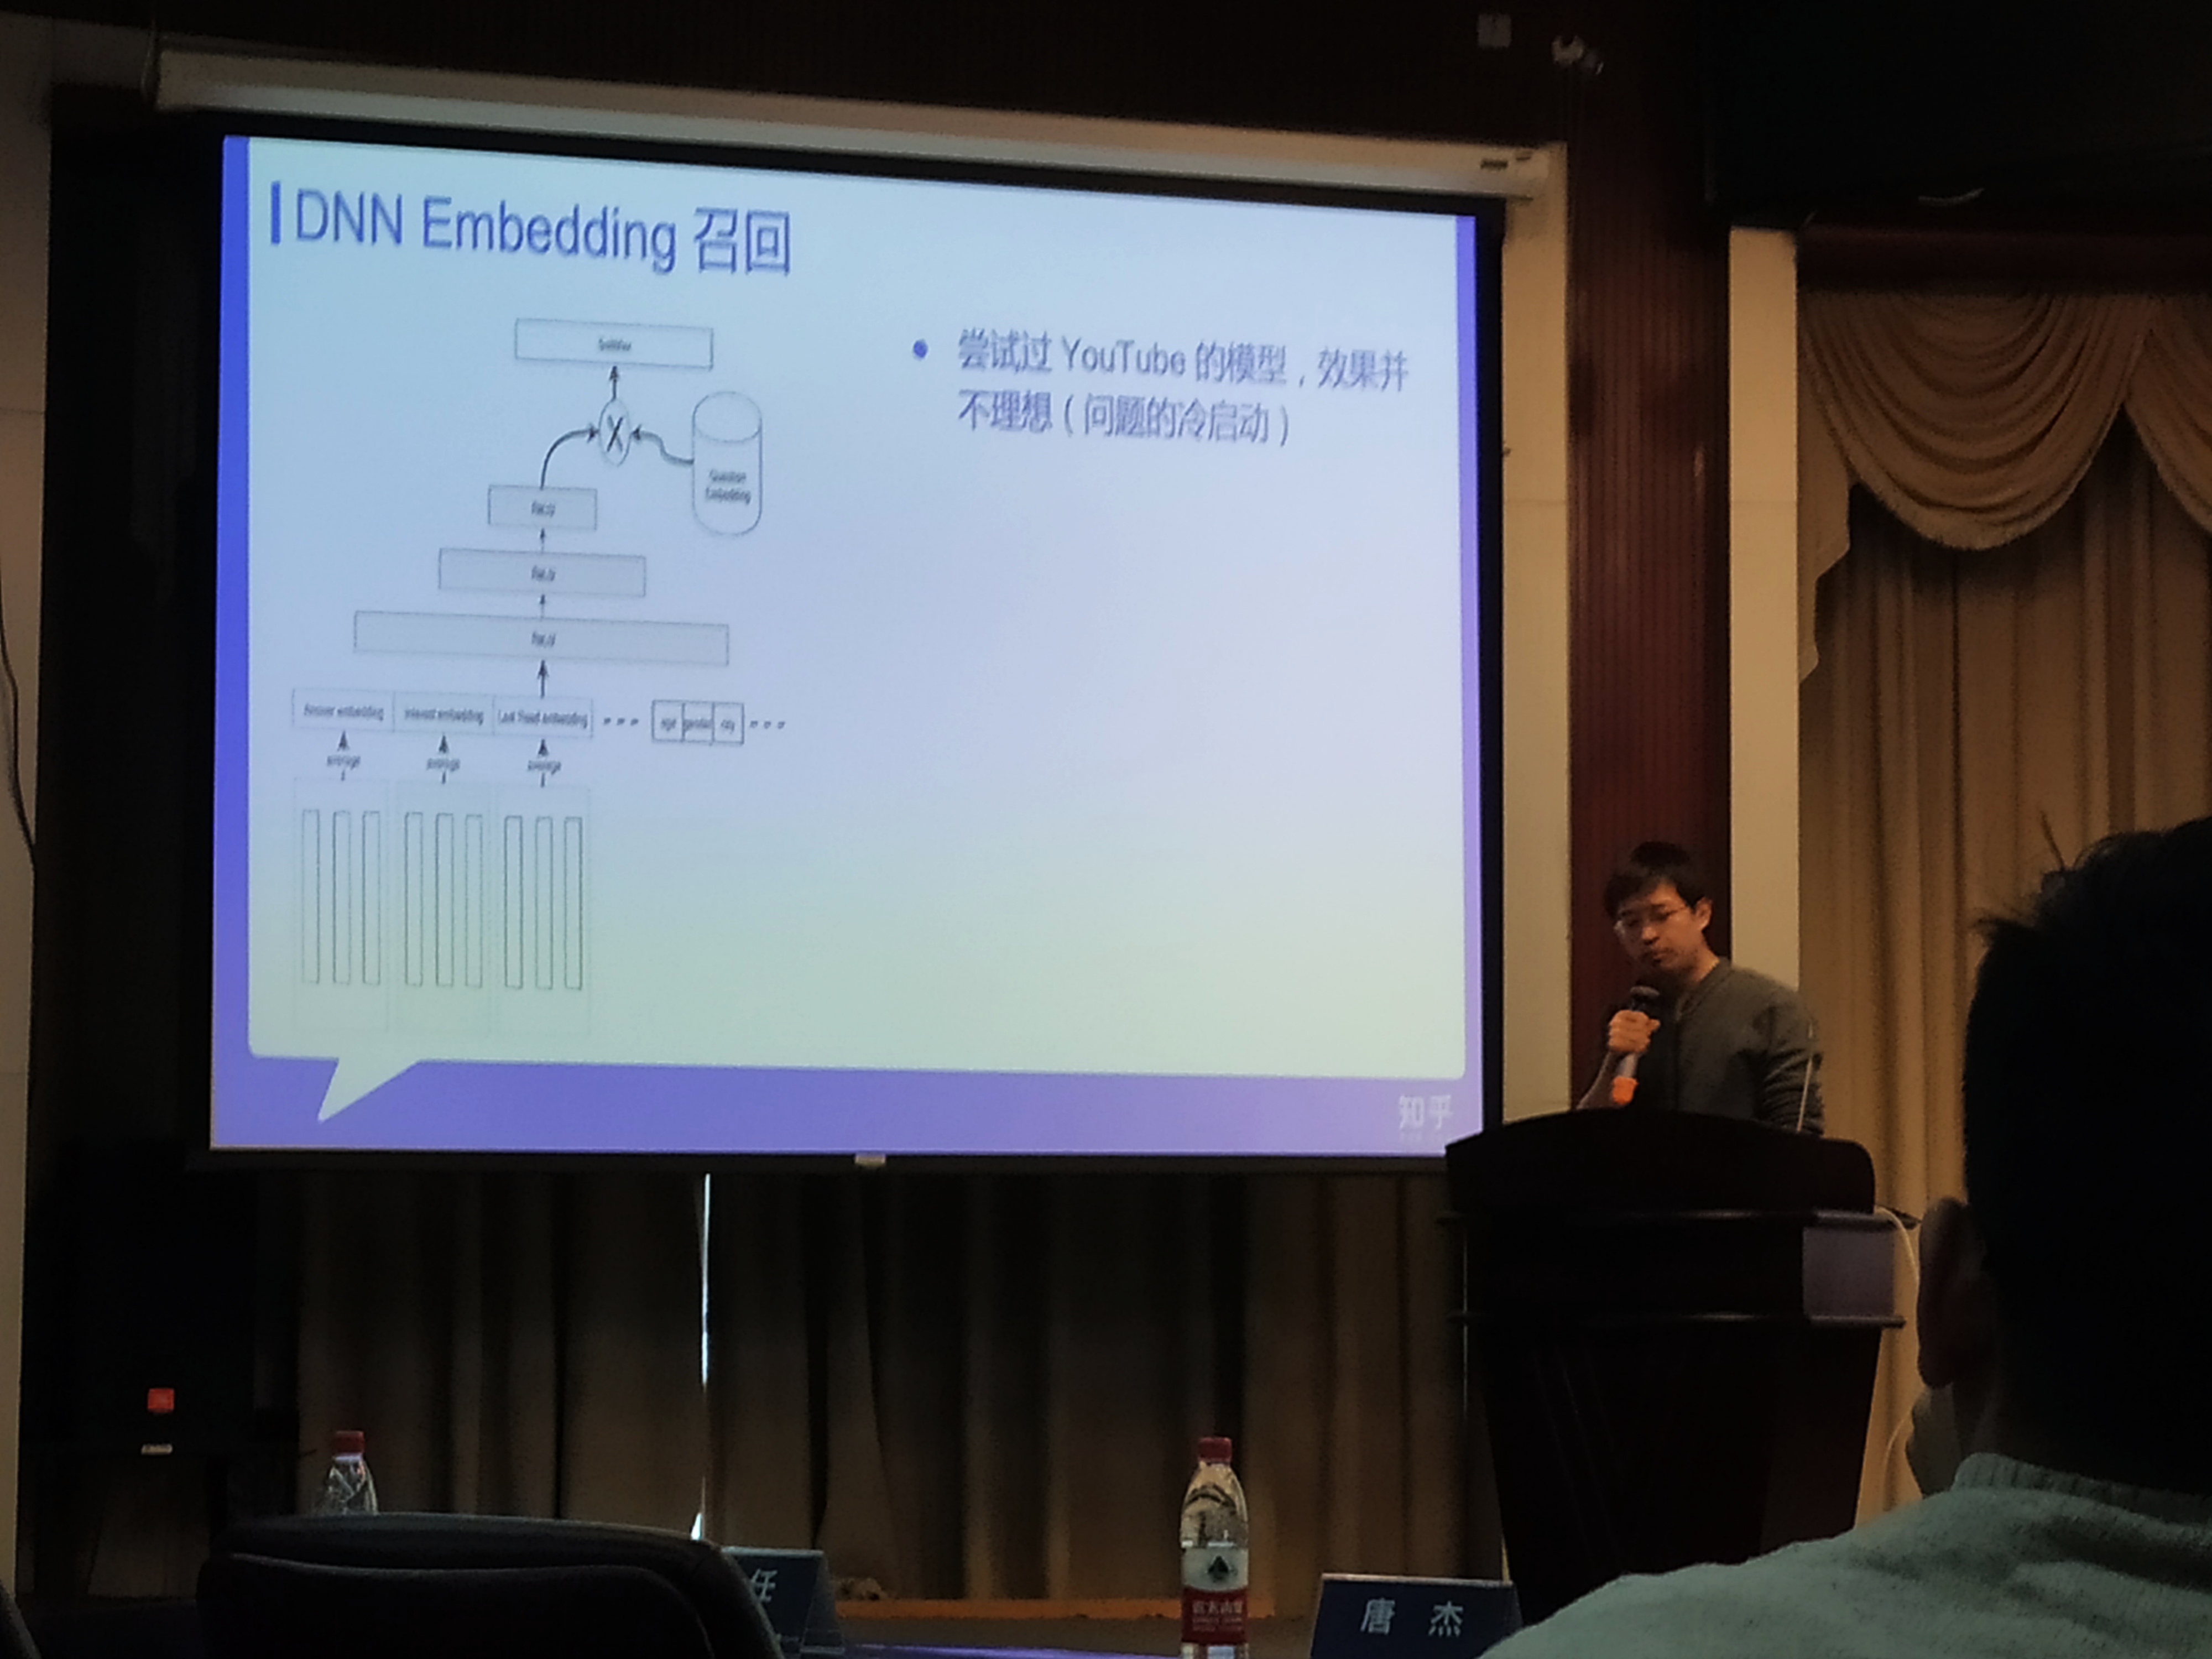 DNN Embedding 召回
Softmax
尝试过 YouTube 的模型，效果并
不理想（问题的冷启动）
Question
Embedding
ReLU
ReLU
ReLU
Answer embedding
Interest embedding
Last Read embedding
age
gender
city
average
average
average
知乎
任
唐 杰